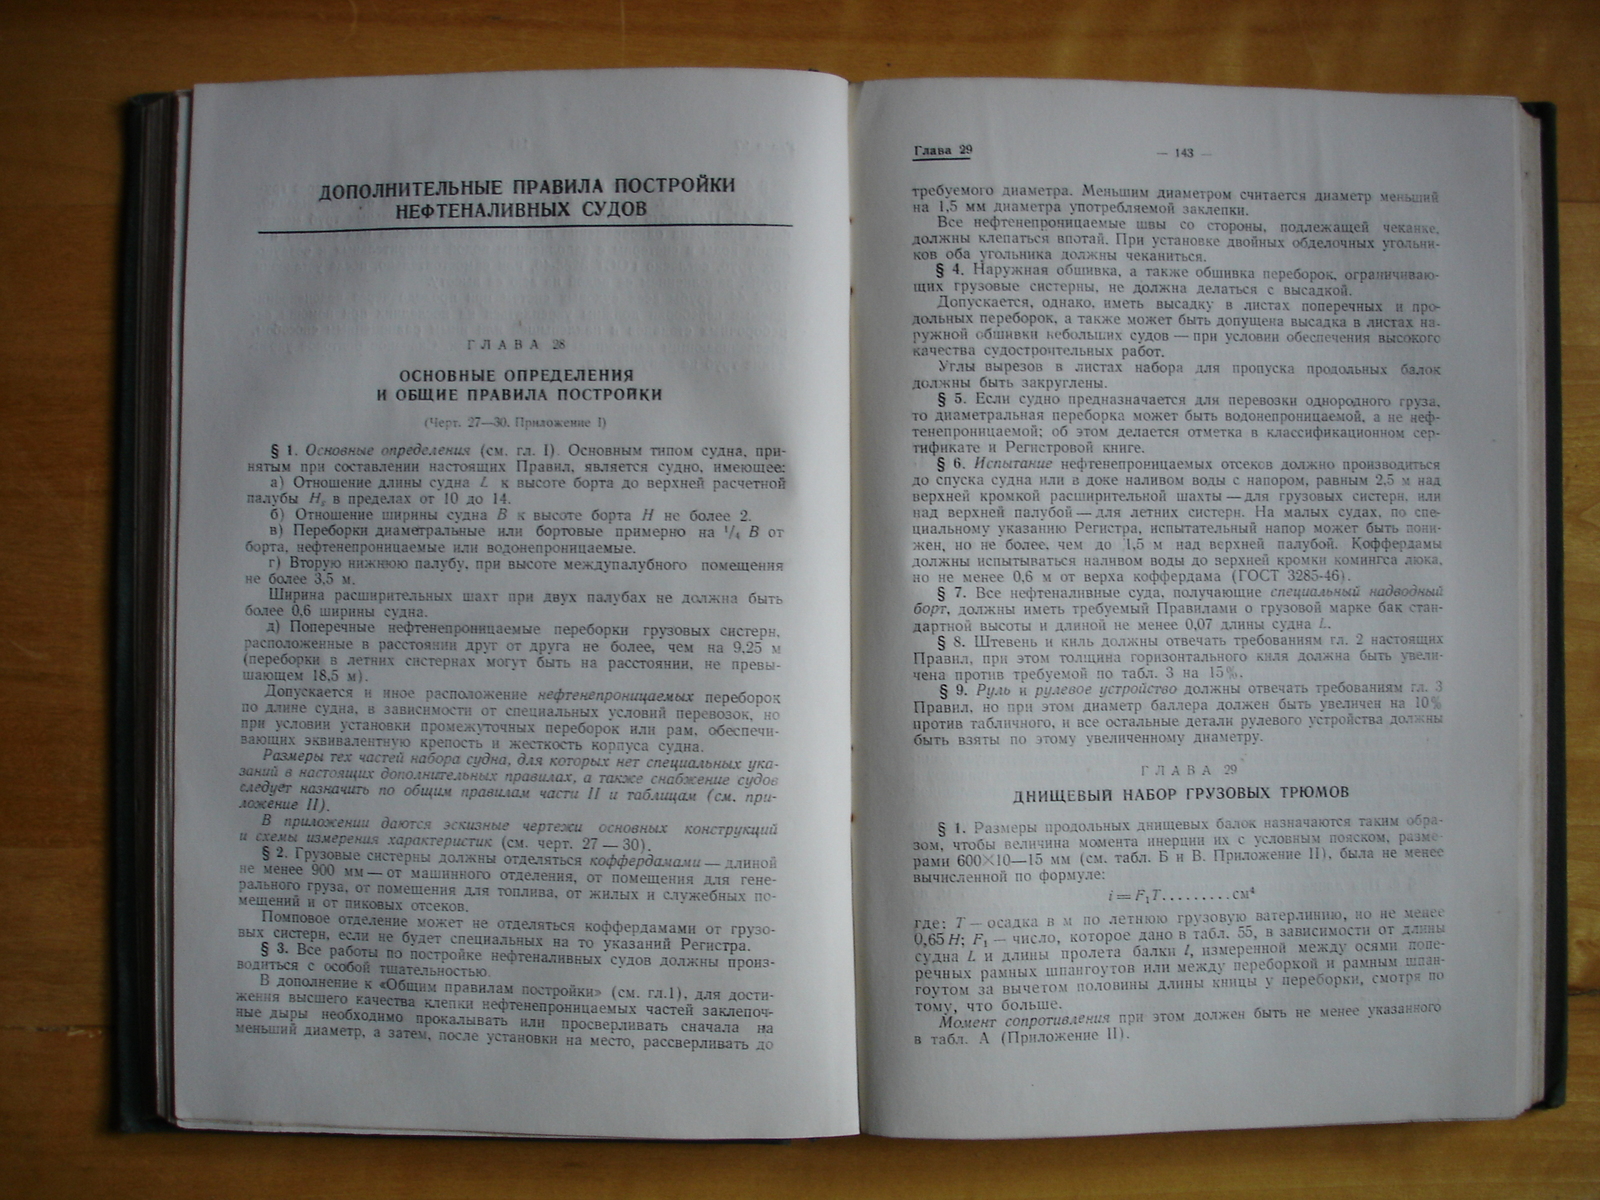 ДОПОЛНИТЕЛЬНЫЕ ПРАВИЛА ПОСТРОЙКИ
НЕФТЕНАЛИВНЫХ СУДОВ
ГЛАВА 28
ОСНОВНЫЕ ОПРЕДЕЛЕНИЯ
И ОБЩИЕ ПРАВИЛА ПОСТРОЙКИ
(Черт. 27—30. Приложение I)
§ 1. Основные определения (см. гл. I). Основным типом судна, при-
нятым при составлении настоящих Правил, является судно, имеющее:
а) Отношение длины судна L к высоте борта до верхней расчетной
палубы Hr в пределах от 10 до 14.
б) Отношение ширины судна B к высоте борта H не более 2.
в) Переборки диаметральные или бортовые примерно на 1/4 B от
борта, нефтенепроницаемые или водонепроницаемые.
г) Вторую нижнюю палубу, при высоте междупалубного помещения
не более 3,5 м.
Ширина расширительных шахт при двух палубах не должна быть
более 0,6 ширины судна.
д) Поперечные нефтенепроницаемые переборки грузовых систерн,
расположенные в расстоянии друг от друга не более, чем на 9,25 м
(переборки в летних систернах могут быть на расстоянии, не превы-
шающем 18,5 м).
Допускается и иное расположение нефтенепроницаемых переборок
по длине судна, в зависимости от специальных условий перевозок, но
при условии установки промежуточных переборок или рам, обеспечи-
вающих эквивалентную крепость и жесткость корпуса судна.
Размеры тех частей набора судна, для которых нет специальных ука-
заний в настоящих дополнительных правилах, а также снабжение судов
следует назначить по общим правилам части II и таблицам (см. при-
ложение II).
В приложении даются эскизные чертежи основных конструкций
и схемы измерения характеристик (см. черт. 27—30).
§ 2. Грузовые систерны должны отделяться коффердамами — длиной
не менее 900 мм — от машинного отделения, от помещения для гене-
рального груза, от помещения для топлива, от жилых и служебных по-
мещений и от пиковых отсеков.
Помповое отделение может не отделяться коффердамами от грузо-
вых систерн, если не будет специальных на то указаний Регистра.
§ 3. Все работы по постройке нефтеналивных судов должны произ-
водиться с особой тщательностью.
В дополнение к «Общим правилам постройки» (см. гл.1), для дости-
жения высшего качества клепки нефтенепроницаемых частей заклепоч-
ные дыры необходимо прокалывать или просверливать сначала на
меньший диаметр, а затем, после установки на место, рассверливать до
Глава 29
— 143 —
требуемого диаметра. Меньшим диаметром считается диаметр меньший
на 1,5 мм диаметра употребляемой заклепки.
Все нефтенепроницаемые швы со стороны, подлежащей чеканке,
должны клепаться впотай. При установке двойных обделочных угольни-
ков оба угольника должны чеканиться.
§ 4. Наружная обшивка, а также обшивка переборок, ограничиваю-
щих грузовые систерны, не должна делаться с высадкой.
Допускается, однако, иметь высадку в листах поперечных и про-
дольных переборок, а также может быть допущена высадка в листах на-
ружной обшивки небольших судов — при условии обеспечения высокого
качества судостроительных работ.
Углы вырезов в листах набора для пропуска продольных балок
должны быть закруглены.
§ 5. Если судно предназначается для перевозки однородного груза,
то диаметральная переборка может быть водонепроницаемой, а не неф-
тенепроницаемой; об этом делается отметка в классификационном сер-
тификате и Регистровой книге.
§ 6. Испытание нефтенепроницаемых отсеков должно производиться
до спуска судна или в доке наливом воды с напором, равным 2,5 м над
верхней кромкой расширительной шахты — для грузовых систерн, или
над верхней палубой — для летних систерн. На малых судах, по спе-
циальному указанию Регистра, испытательный напор может быть пони-
жен, но не более, чем до 1,5 м над верхней палубой. Коффердамы
должны испытываться наливом воды до верхней кромки комингса люка,
но не менее 0,6 м от верха коффердама (ГОСТ 3285-46).
§ 7. Все нефтеналивные суда, получающие специальный надводный
борт, должны иметь требуемый Правилами о грузовой марке бак стан-
дартной высоты и длиной не менее 0,07 длины судна L.
§ 8. Штевень и киль должны отвечать требованиям гл. 2 настоящих
Правил, при этом толщина горизонтального киля должна быть увели-
чена против требуемой по табл. 3 на 15%.
§ 9. Руль и рулевое устройство должны отвечать требованиям гл. 3
Правил, но при этом диаметр баллера должен быть увеличен на 10%
против табличного, и все остальные детали рулевого устройства должны
быть взяты по этому увеличенному диаметру.
ГЛАВА 29
ДНИЩЕВЫЙ НАБОР ГРУЗОВЫХ ТРЮМОВ
§ 1. Размеры продольных днищевых балок назначаются таким обра-
зом, чтобы величина момента инерции их с условным пояском, разме-
рами 600×10—15 мм (см. табл. Б и В. Приложение II), была не менее
вычисленной по формуле:
i = F₁T.........см⁴
где: T — осадка в м по летнюю грузовую ватерлинию, но не менее
0,65 H; F₁ — число, которое дано в табл. 55, в зависимости от длины
судна L и длины пролета балки l, измеренной между осями попе-
речных рамных шпангоутов или между переборкой и рамным шпан-
гоутом за вычетом половины длины кницы у переборки, смотря по
тому, что больше.
Момент сопротивления при этом должен быть не менее указанного
в табл. А (Приложение II).